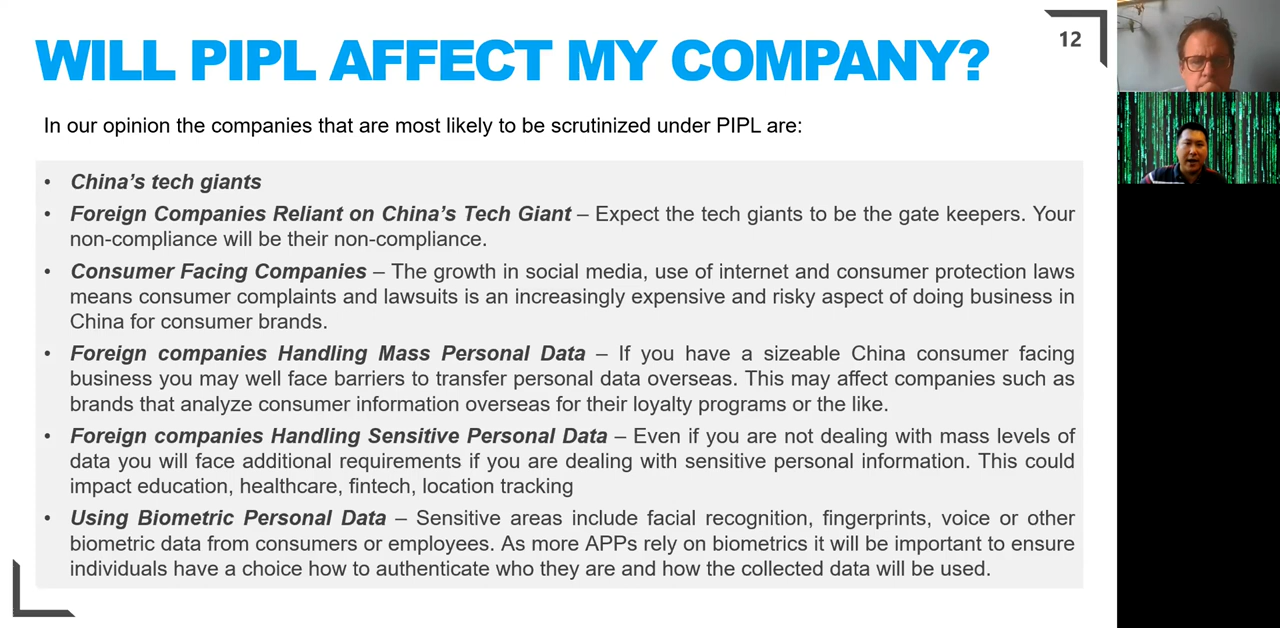 WILL PIPL AFFECT MY COMPANY?
12
In our opinion the companies that are most likely to be scrutinized under PIPL are:
• China's tech giants
• Foreign Companies Reliant on China's Tech Giant – Expect the tech giants to be the gate keepers. Your
non-compliance will be their non-compliance.
• Consumer Facing Companies – The growth in social media, use of internet and consumer protection laws
means consumer complaints and lawsuits is an increasingly expensive and risky aspect of doing business in
China for consumer brands.
• Foreign companies Handling Mass Personal Data – If you have a sizeable China consumer facing
business you may well face barriers to transfer personal data overseas. This may affect companies such as
brands that analyze consumer information overseas for their loyalty programs or the like.
• Foreign companies Handling Sensitive Personal Data – Even if you are not dealing with mass levels of
data you will face additional requirements if you are dealing with sensitive personal information. This could
impact education, healthcare, fintech, location tracking
• Using Biometric Personal Data – Sensitive areas include facial recognition, fingerprints, voice or other
biometric data from consumers or employees. As more APPs rely on biometrics it will be important to ensure
individuals have a choice how to authenticate who they are and how the collected data will be used.